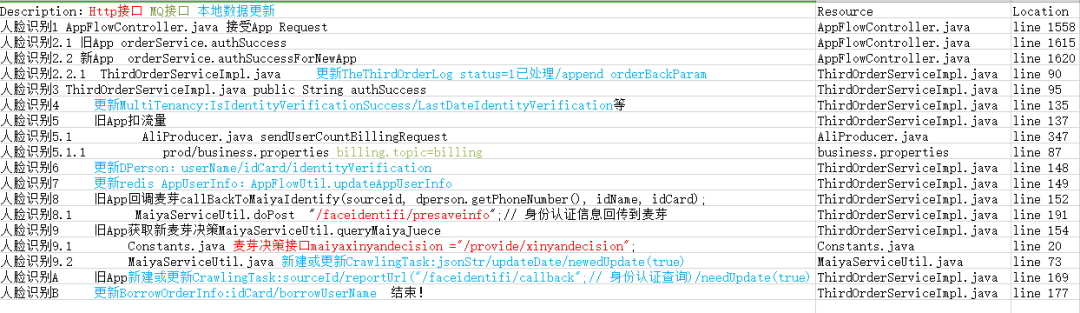 Description：Http接口 MQ接口 本地数据更新 Resource Location
人脸识别1 AppFlowController.java 接受App Request AppFlowController.java line 1558
人脸识别2.1 旧App orderService.authSuccess AppFlowController.java line 1615
人脸识别2.2 新App orderService.authSuccessForNewApp AppFlowController.java line 1620
人脸识别2.2.1 ThirdOrderServiceImpl.java 更新TheThirdOrderLog status=1已处理/append orderBackParam ThirdOrderServiceImpl.java line 90
人脸识别3 ThirdOrderServiceImpl.java public String authSuccess ThirdOrderServiceImpl.java line 95
人脸识别4 更新MultiTenancy:IsIdentityVerificationSuccess/LastDateIdentityVerification等 ThirdOrderServiceImpl.java line 135
人脸识别5 旧App扣流量 ThirdOrderServiceImpl.java line 137
人脸识别5.1 AliProducer.java sendUserCountBillingRequest AliProducer.java line 347
人脸识别5.1.1 prod/business.properties billing.topic=billing business.properties line 87
人脸识别6 更新DPerson：userName/idCard/identityVerification ThirdOrderServiceImpl.java line 148
人脸识别7 更新redis AppUserInfo：AppFlowUtil.updateAppUserInfo ThirdOrderServiceImpl.java line 149
人脸识别8 旧App回调麦芽callBackToMaiyaIdentify(sourceid, dperson.getPhoneNumber(), idName, idCard); ThirdOrderServiceImpl.java line 152
人脸识别8.1 MaiyaServiceUtil.doPost "/faceidentifi/presaveinfo";// 身份认证信息回传到麦芽 ThirdOrderServiceImpl.java line 191
人脸识别9 旧App获取新麦芽决策MaiyaServiceUtil.queryMaiyaJuece ThirdOrderServiceImpl.java line 154
人脸识别9.1 Constants.java 麦芽决策接口maiyaxinyandecision ="/provide/xinyandecision"; Constants.java line 20
人脸识别9.2 MaiyaServiceUtil.java 新建或更新CrawlingTask:jsonStr/updateDate/newedUpdate(true) MaiyaServiceUtil.java line 73
人脸识别A 旧App新建或更新CrawlingTask:sourceId/reportUrl("/faceidentifi/callback";// 身份认证查询)/needUpdate(true) ThirdOrderServiceImpl.java line 169
人脸识别B 更新BorrowOrderInfo:idCard/borrowUserName 结束! ThirdOrderServiceImpl.java line 177